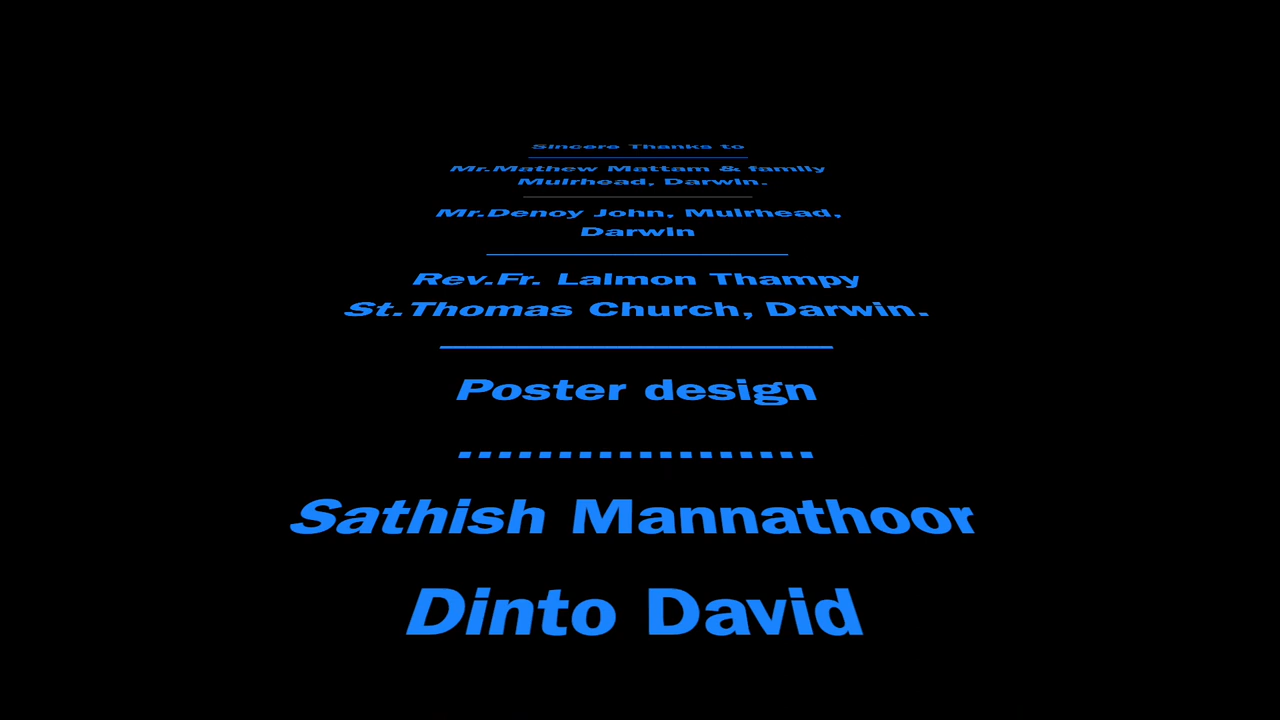 Sincere Thanks to
Mr.Mathew Mattam & family
Muirhead, Darwin.
Mr.Denoy John, Muirhead,
Darwin
Rev.Fr. Lalmon Thampy
St.Thomas Church, Darwin.
Poster design
Sathish Mannathoor
Dinto David